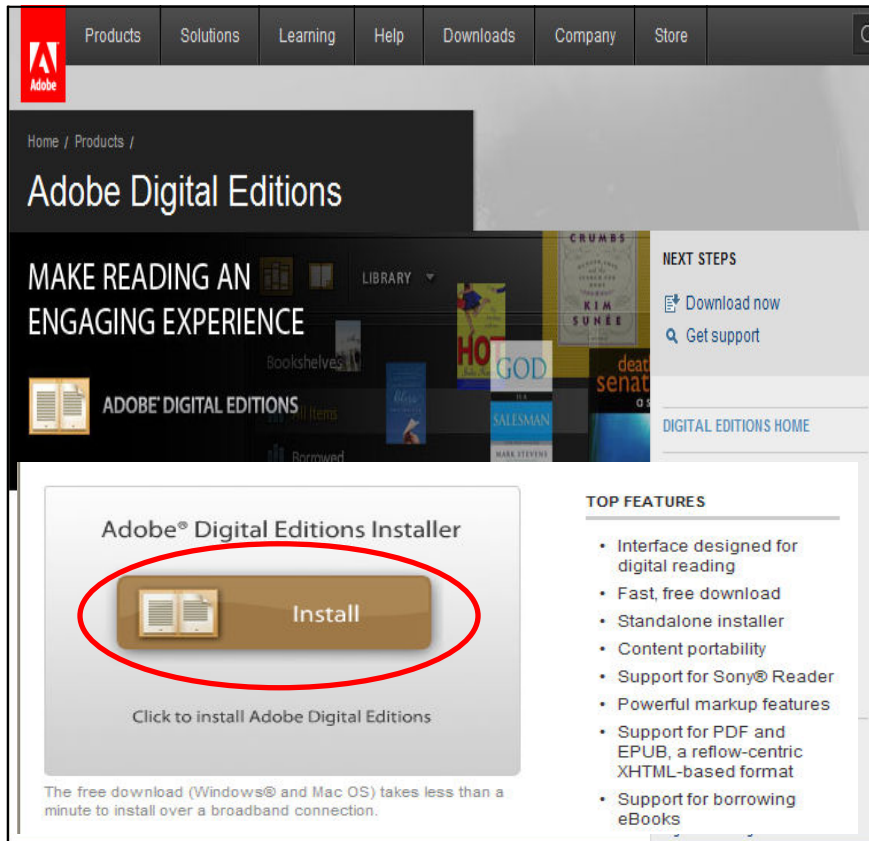 Products Solutions Learning Help Downloads Company Store
Adobe
Home / Products /
Adobe Digital Editions
MAKE READING AN
ENGAGING EXPERIENCE
ADOBE® DIGITAL EDITIONS
LIBRARY
Bookshelves
All Items
Borrowed
CRUMBS
KIM
SUNÉE
HOT
GOD
IS A
SALESMAN
MARK STEVENS
deat
senat
a s
NEXT STEPS
Download now
Get support
DIGITAL EDITIONS HOME
Adobe® Digital Editions Installer
Install
Click to install Adobe Digital Editions
The free download (Windows® and Mac OS) takes less than a
minute to install over a broadband connection.
TOP FEATURES
• Interface designed for
digital reading
• Fast, free download
• Standalone installer
• Content portability
• Support for Sony® Reader
• Powerful markup features
• Support for PDF and
EPUB, a reflow-centric
XHTML-based format
• Support for borrowing
eBooks